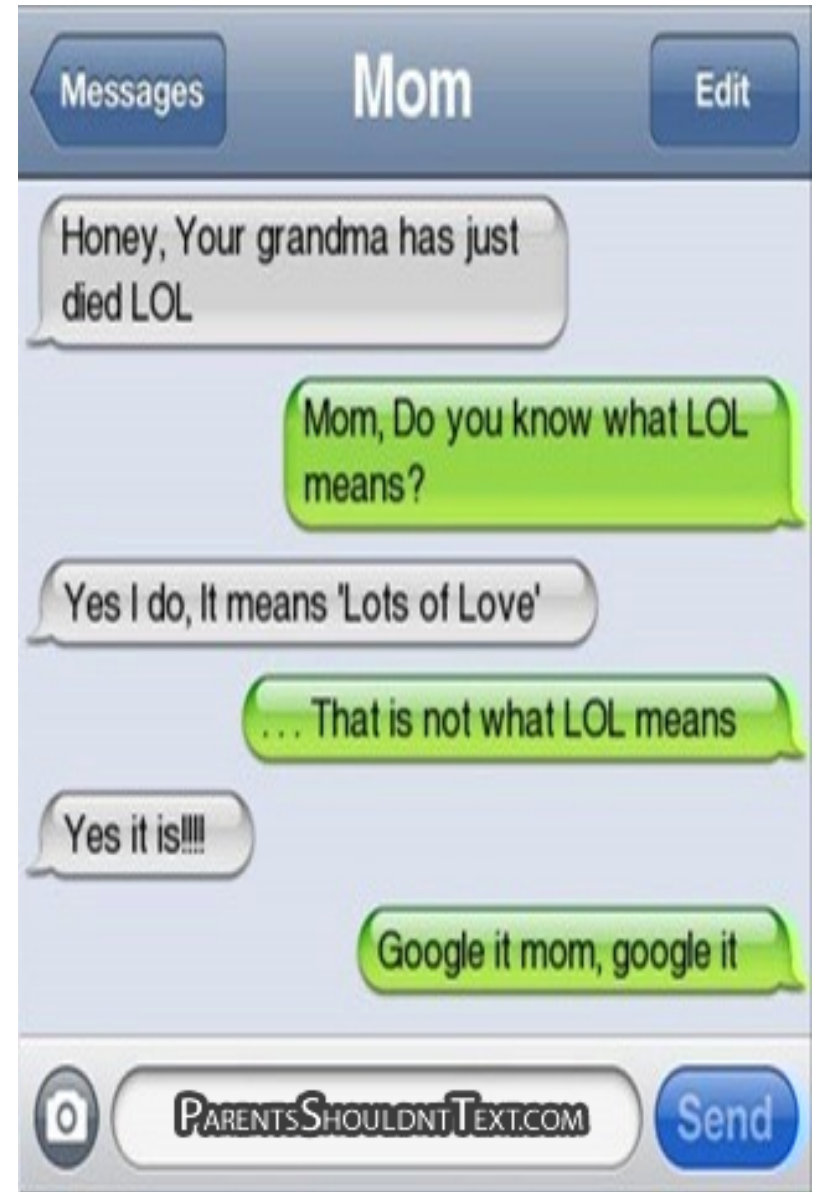 Messages
Mom
Edit
Honey, Your grandma has just
died LOL
Mom, Do you know what LOL
means?
Yes I do, It means 'Lots of Love'
... That is not what LOL means
Yes it is!!!!
Google it mom, google it
PARENTSSHOULDNTTEXT.COM
Send